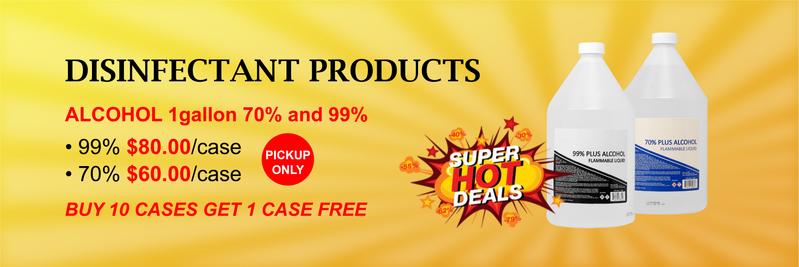 DISINFECTANT PRODUCTS
ALCOHOL 1gallon 70% and 99%
• 99% $80.00/case
• 70% $60.00/case
PICKUP
ONLY
BUY 10 CASES GET 1 CASE FREE
SUPER
HOT
DEALS
99% PLUS ALCOHOL
FLAMMABLE LIQUID
70% PLUS ALCOHOL
FLAMMABLE LIQUID